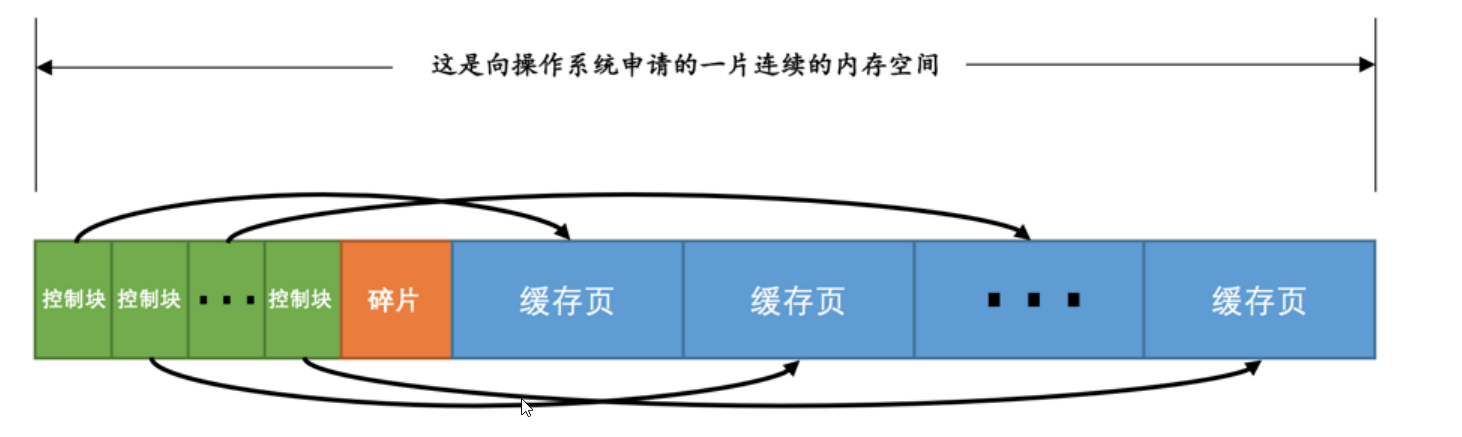 这是向操作系统申请的一片连续的内存空间
控制块 控制块 ··· 控制块 碎片 缓存页 缓存页 ··· 缓存页